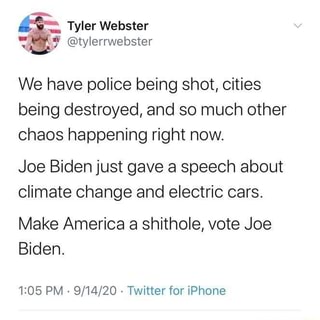 Tyler Webster
@tylerrwebster
We have police being shot, cities
being destroyed, and so much other
chaos happening right now.
Joe Biden just gave a speech about
climate change and electric cars.
Make America a shithole, vote Joe
Biden.
1:05 PM · 9/14/20 · Twitter for iPhone